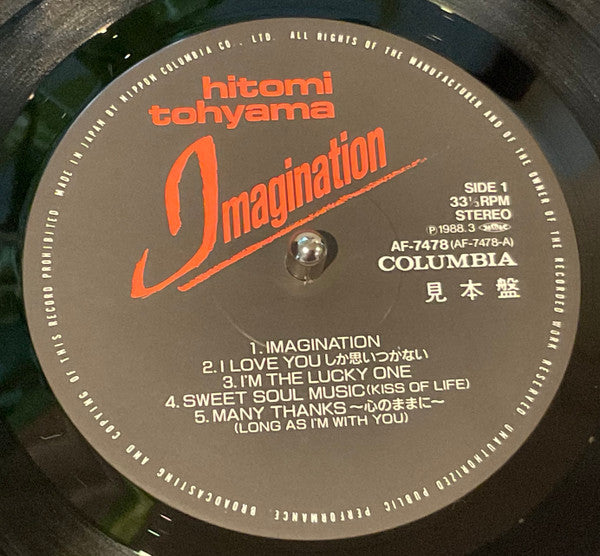 MADE IN JAPAN BY NIPPON COLUMBIA CO., LTD. ALL RIGHTS OF THE MANUFACTURER AND OF THE OWNER OF THE RECORDED WORK RESERVED UNAUTHORIZED PUBLIC PERFORMANCE, BROADCASTING AND COPYING OF THIS RECORD PROHIBITED
hitomi
tohyama
Imagination
SIDE 1
33⅓RPM
STEREO
Ⓟ1988.3
AF-7478(AF-7478-A)
COLUMBIA
見本盤
1. IMAGINATION
2. I LOVE YOU しか思いつかない
3. I'M THE LUCKY ONE
4. SWEET SOUL MUSIC(KISS OF LIFE)
5. MANY THANKS～心のままに～
(LONG AS I'M WITH YOU)